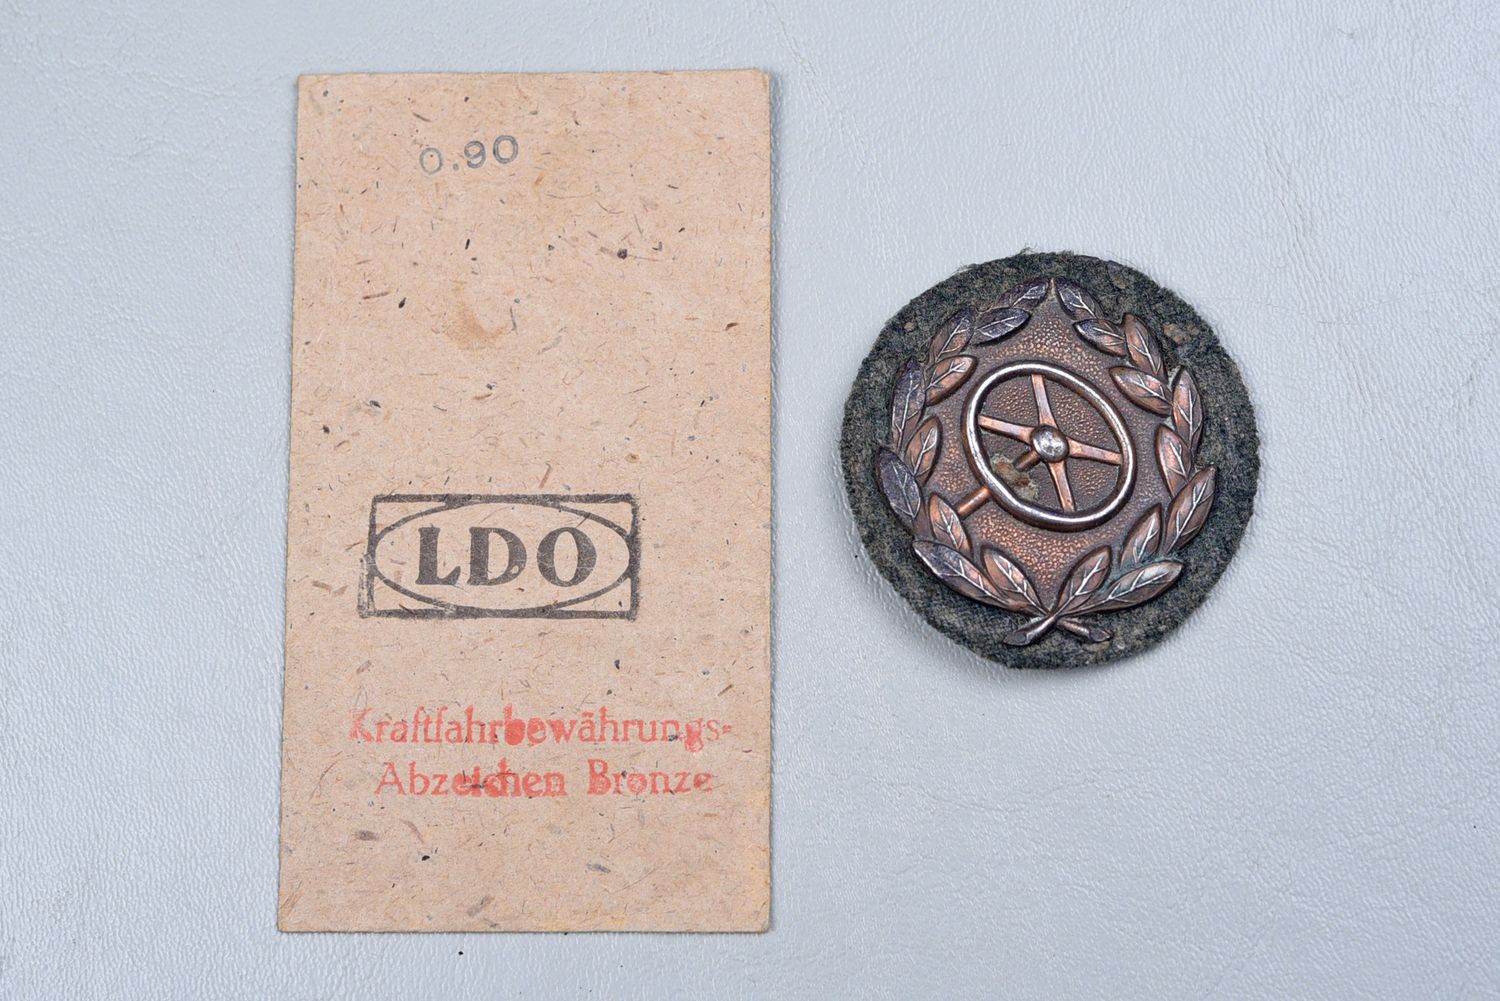 0.90
LDO
Kraftfahrbewährungs-
Abzeichen Bronze